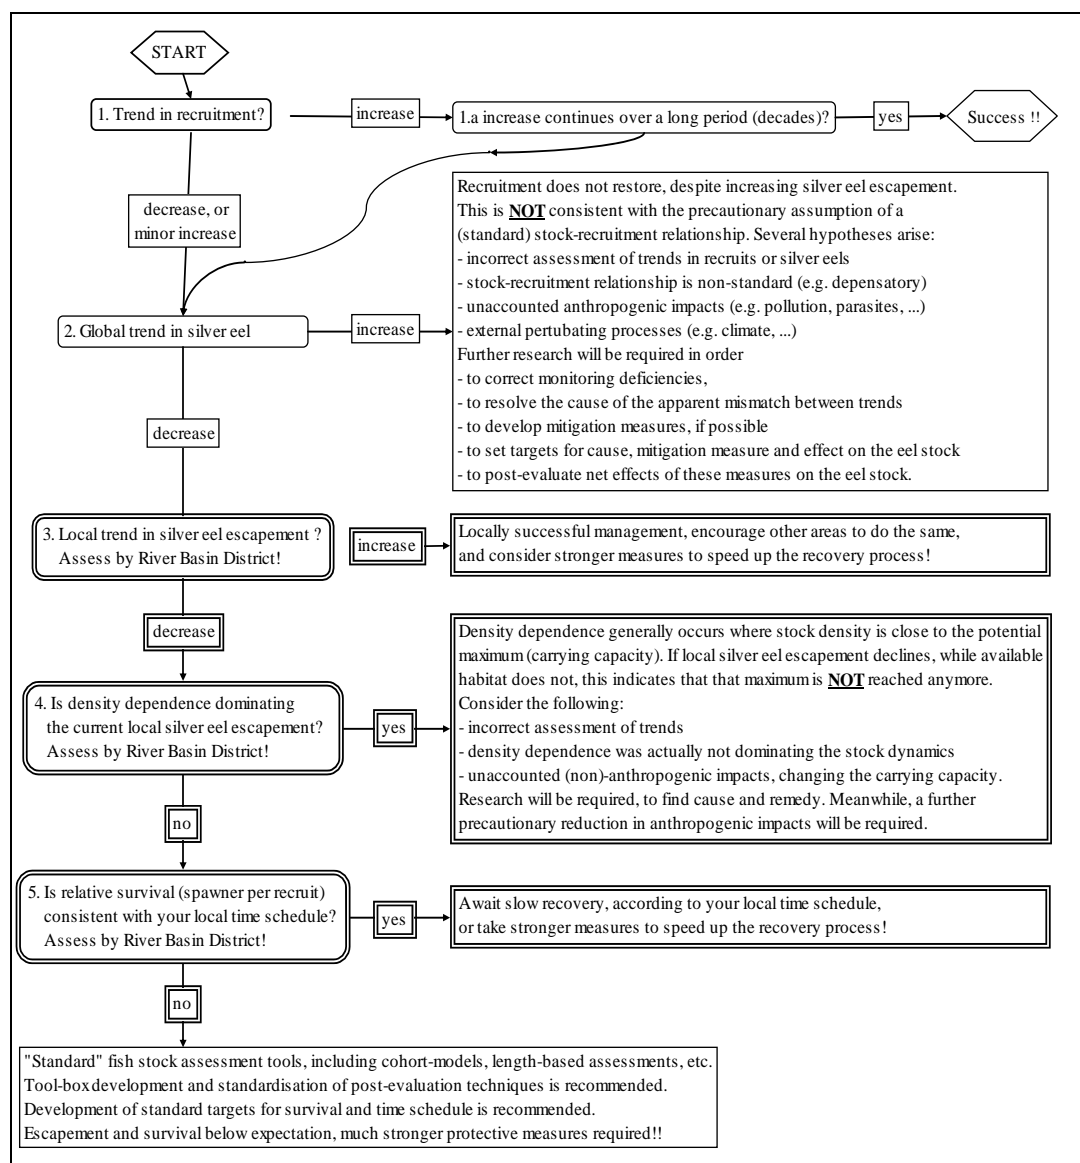 START
1. Trend in recruitment?
increase
1.a increase continues over a long period (decades)?
yes
Success !!
decrease, or
minor increase
Recruitment does not restore, despite increasing silver eel escapement.
This is NOT consistent with the precautionary assumption of a
(standard) stock-recruitment relationship. Several hypotheses arise:
- incorrect assessment of trends in recruits or silver eels
- stock-recruitment relationship is non-standard (e.g. depensatory)
- unaccounted anthropogenic impacts (e.g. pollution, parasites, ...)
- external pertubating processes (e.g. climate, ...)
Further research will be required in order
- to correct monitoring deficiencies,
- to resolve the cause of the apparent mismatch between trends
- to develop mitigation measures, if possible
- to set targets for cause, mitigation measure and effect on the eel stock
- to post-evaluate net effects of these measures on the eel stock.
2. Global trend in silver eel
increase
decrease
3. Local trend in silver eel escapement ?
Assess by River Basin District!
increase
Locally successful management, encourage other areas to do the same,
and consider stronger measures to speed up the recovery process!
decrease
4. Is density dependence dominating
the current local silver eel escapement?
Assess by River Basin District!
yes
Density dependence generally occurs where stock density is close to the potential
maximum (carrying capacity). If local silver eel escapement declines, while available
habitat does not, this indicates that that maximum is NOT reached anymore.
Consider the following:
- incorrect assessment of trends
- density dependence was actually not dominating the stock dynamics
- unaccounted (non)-anthropogenic impacts, changing the carrying capacity.
Research will be required, to find cause and remedy. Meanwhile, a further
precautionary reduction in anthropogenic impacts will be required.
no
5. Is relative survival (spawner per recruit)
consistent with your local time schedule?
Assess by River Basin District!
yes
Await slow recovery, according to your local time schedule,
or take stronger measures to speed up the recovery process!
no
"Standard" fish stock assessment tools, including cohort-models, length-based assessments, etc.
Tool-box development and standardisation of post-evaluation techniques is recommended.
Development of standard targets for survival and time schedule is recommended.
Escapement and survival below expectation, much stronger protective measures required!!